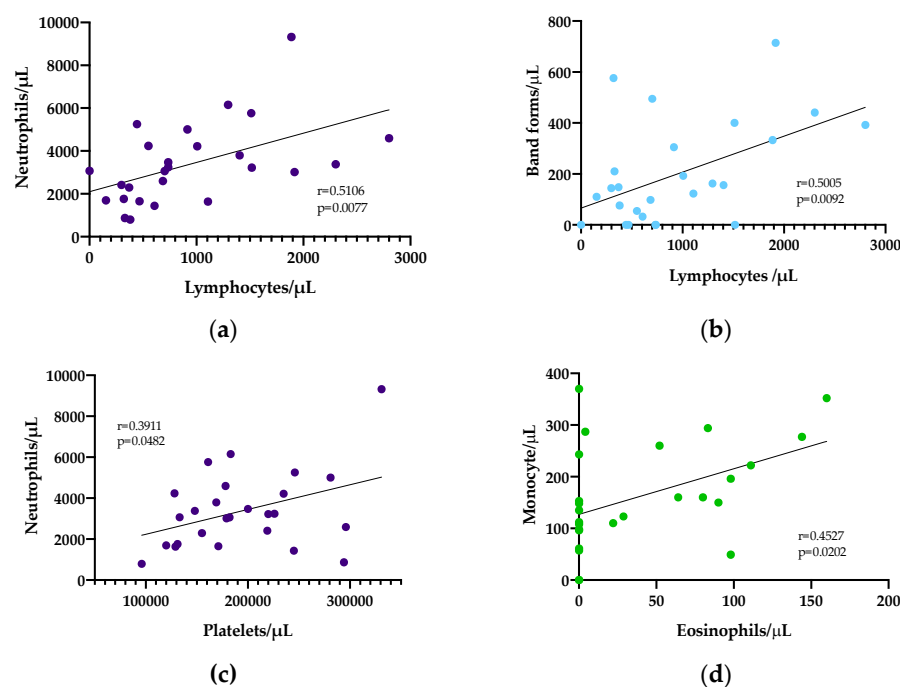 10000
8000
6000
4000
2000
0
Neutrophils/μL
r=0.5106
p=0.0077
0 1000 2000 3000
Lymphocytes/μL
(a)
800
600
400
200
0
Band forms/μL
r=0.5005
p=0.0092
0 1000 2000 3000
Lymphocytes /μL
(b)
10000
8000
6000
4000
2000
0
Neutrophils/μL
r=0.3911
p=0.0482
100000 200000 300000
Platelets/μL
(c)
400
300
200
100
0
Monocyte/μL
r=0.4527
p=0.0202
0 50 100 150 200
Eosinophils/μL
(d)